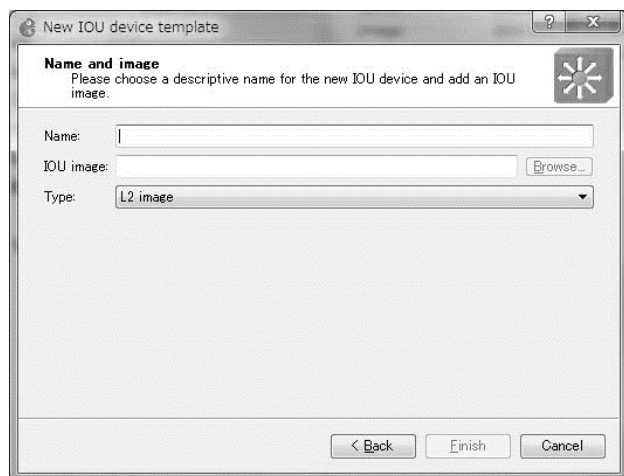 New IOU device template
?
X
Name and image
Please choose a descriptive name for the new IOU device and add an IOU
image.
Name:
IOU image:
Browse...
Type:
L2 image
< Back
Finish
Cancel